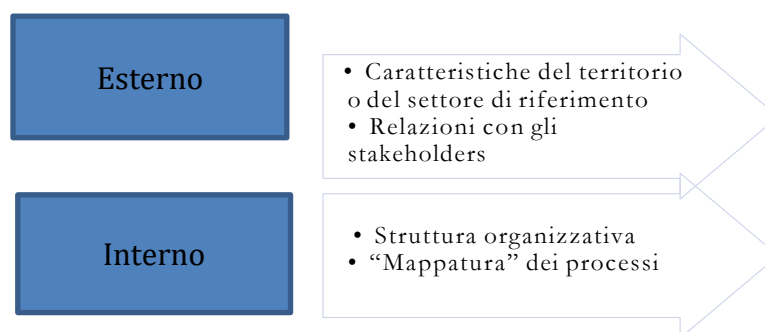 Esterno
• Caratteristiche del territorio
o del settore di riferimento
• Relazioni con gli
stakeholders
Interno
• Struttura organizzativa
• “Mappatura” dei processi